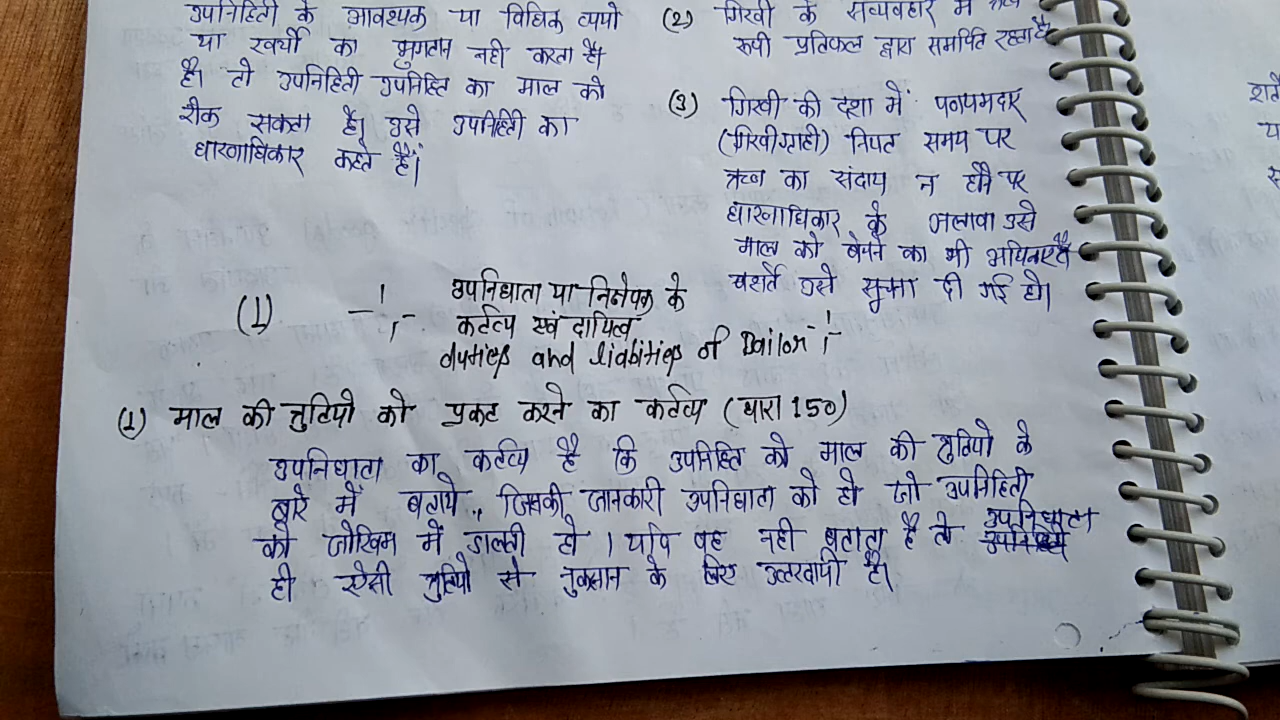 उपनिहिती के आवश्यक या विधिक व्ययो
या खर्चो का भुगतान नही करता है।
है। तो उपनिहिती उपनिहित का माल को
रोक सकता है। उसे उपनिहिती का
धारणाधिकार कहते हैं।
(2) गिरवी के संव्यवहार में ऋण
रूपी प्रतिफल द्वारा समर्पित रहता है
(3) गिरवी की दशा में पणयमदार
(गिरवीग्राही) नियत समय पर
ऋण का संदाय न होने पर
धारणाधिकार के अलावा उसे
माल को बेचने का भी अधिकार है
बशर्ते उसे सूचना दी गई हो।
(1) उपनिधाता या निक्षेपक के
कर्तव्य एवं दायित्व
duties and liabilities of Bailor
(1) माल की त्रुटियो को प्रकट करने का कर्तव्य (धारा 150)
उपनिधाता का कर्तव्य है कि उपनिहित को माल की त्रुटियो के
बारे में बताये, जिसकी जानकारी उपनिधाता को हो जो उपनिहिती
को जोखिम में डालती हो । यदि वह नही बताता है तो उपनिधाता
ही ऐसी त्रुटियो से नुकसान के लिए उत्तरदायी है।